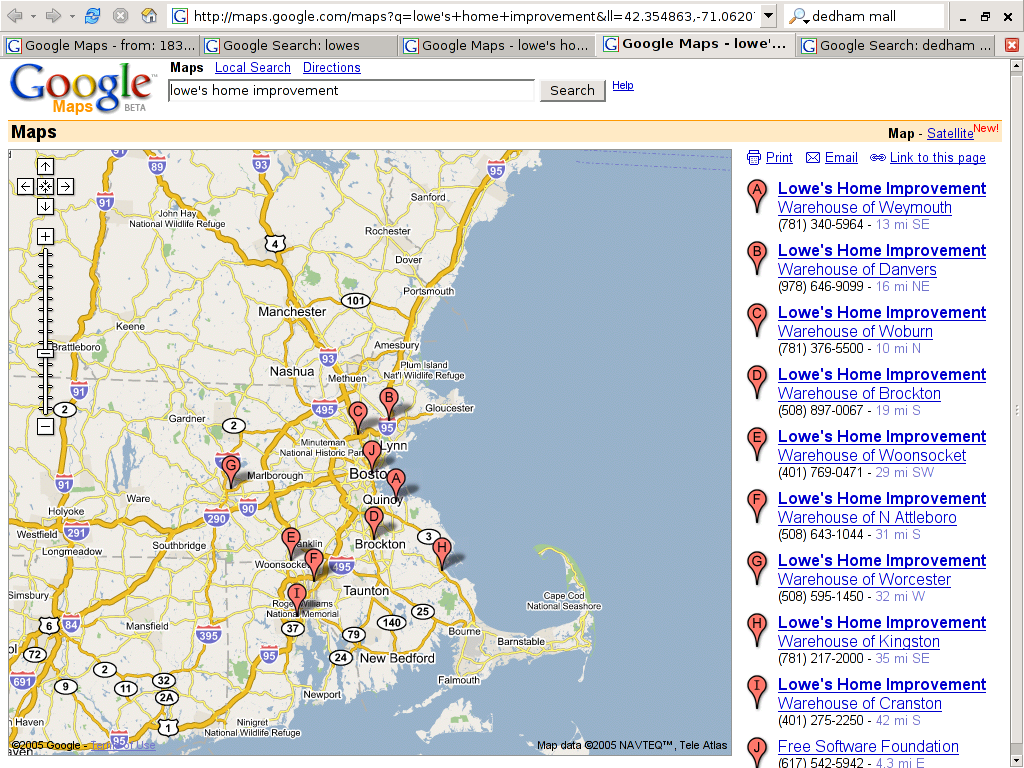 http://maps.google.com/maps?q=lowe's+home+improvement&ll=42.354863,-71.0620
dedham mall
Google Maps - from: 183...
Google Search: lowes
Google Maps - lowe's ho...
Google Maps - lowe'...
Google Search: dedham ...
Google™
Maps BETA
Maps Local Search Directions
lowe's home improvement
Search
Help
Maps
Map - Satellite New!
Print Email Link to this page
A
Lowe's Home Improvement
Warehouse of Weymouth
(781) 340-5964 - 13 mi SE
B
Lowe's Home Improvement
Warehouse of Danvers
(978) 646-9099 - 16 mi NE
C
Lowe's Home Improvement
Warehouse of Woburn
(781) 376-5500 - 10 mi N
D
Lowe's Home Improvement
Warehouse of Brockton
(508) 897-0067 - 19 mi S
E
Lowe's Home Improvement
Warehouse of Woonsocket
(401) 769-0471 - 29 mi SW
F
Lowe's Home Improvement
Warehouse of N Attleboro
(508) 643-1044 - 31 mi S
G
Lowe's Home Improvement
Warehouse of Worcester
(508) 595-1450 - 32 mi W
H
Lowe's Home Improvement
Warehouse of Kingston
(781) 217-2000 - 35 mi SE
I
Lowe's Home Improvement
Warehouse of Cranston
(401) 275-2250 - 42 mi S
J
Free Software Foundation
(617) 542-5942 - 4.3 mi E
91
89
93
95
91
Sanford
John Hay
National Wildlife Refuge
Rochester
4
Dover
Portsmouth
101
Manchester
Keene
Brattleboro
Amesbury
93
Plum Island
Nat'l Wildlife Refuge
Nashua
Methuen
91
2
495
Gloucester
Gardner
2
B
C
95
Minuteman
National Historic Park
Lynn
J
G
Marlborough
Boston
A
91
Ware
Quincy
Holyoke
290
90
D
Westfield
291
Southbridge
Longmeadow
E
Franklin
Brockton
3
H
F
Woonsocket
495
Simsbury
I
Taunton
Roger Williams
National Memorial
Cape Cod
National Seashore
6
84
Mansfield
395
37
25
140
79
Bourne
Barnstable
72
95
24
New Bedford
2
691
9
11
32
2A
Falmouth
Newport
Ninigret
National Wildlife Refuge
1
95
©2005 Google - Terms of Use
Map data ©2005 NAVTEQ™, Tele Atlas